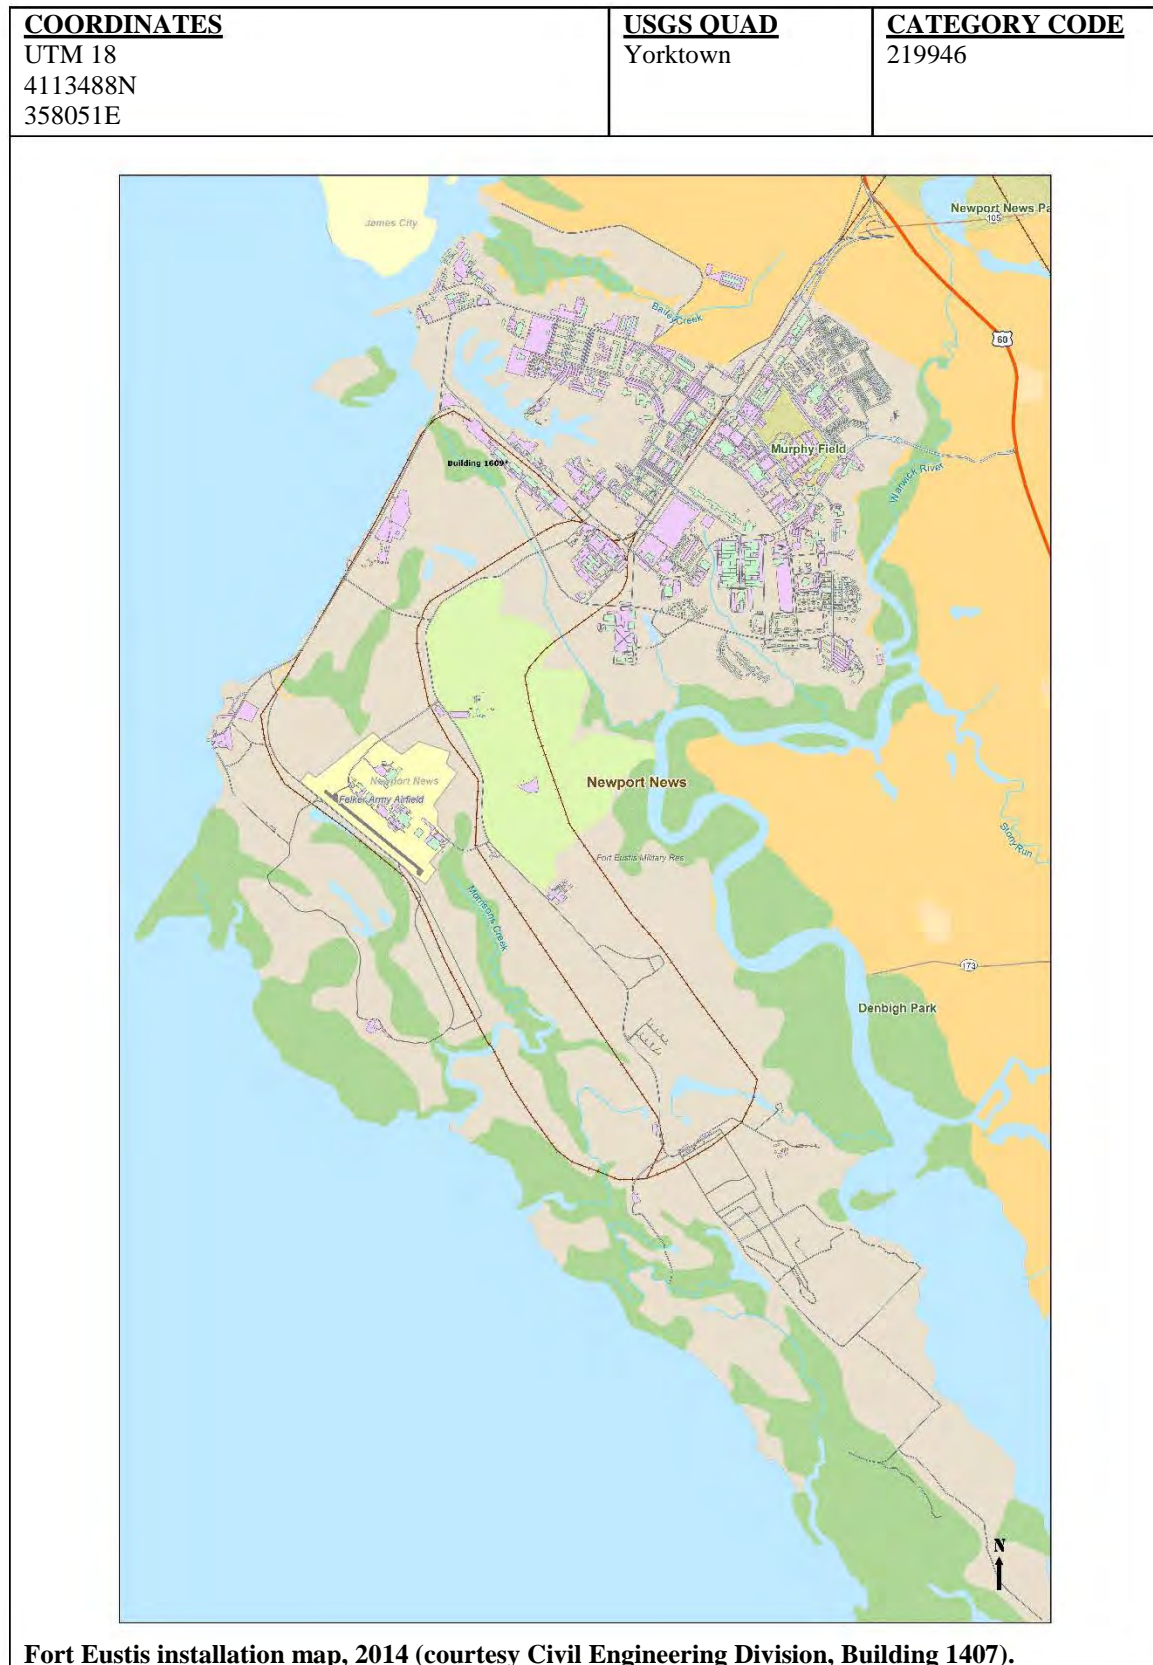 COORDINATES
UTM 18
4113488N
358051E
USGS QUAD
Yorktown
CATEGORY CODE
219946
James City
Newport News Pa
105
Bailey Creek
60
Murphy Field
Building 1609*
Warwick River
Newport News
Newport News
Felker Army Airfield
Stony Run
Fort Eustis Military Res
Morrisons Creek
173
Denbigh Park
N
Fort Eustis installation map, 2014 (courtesy Civil Engineering Division, Building 1407).